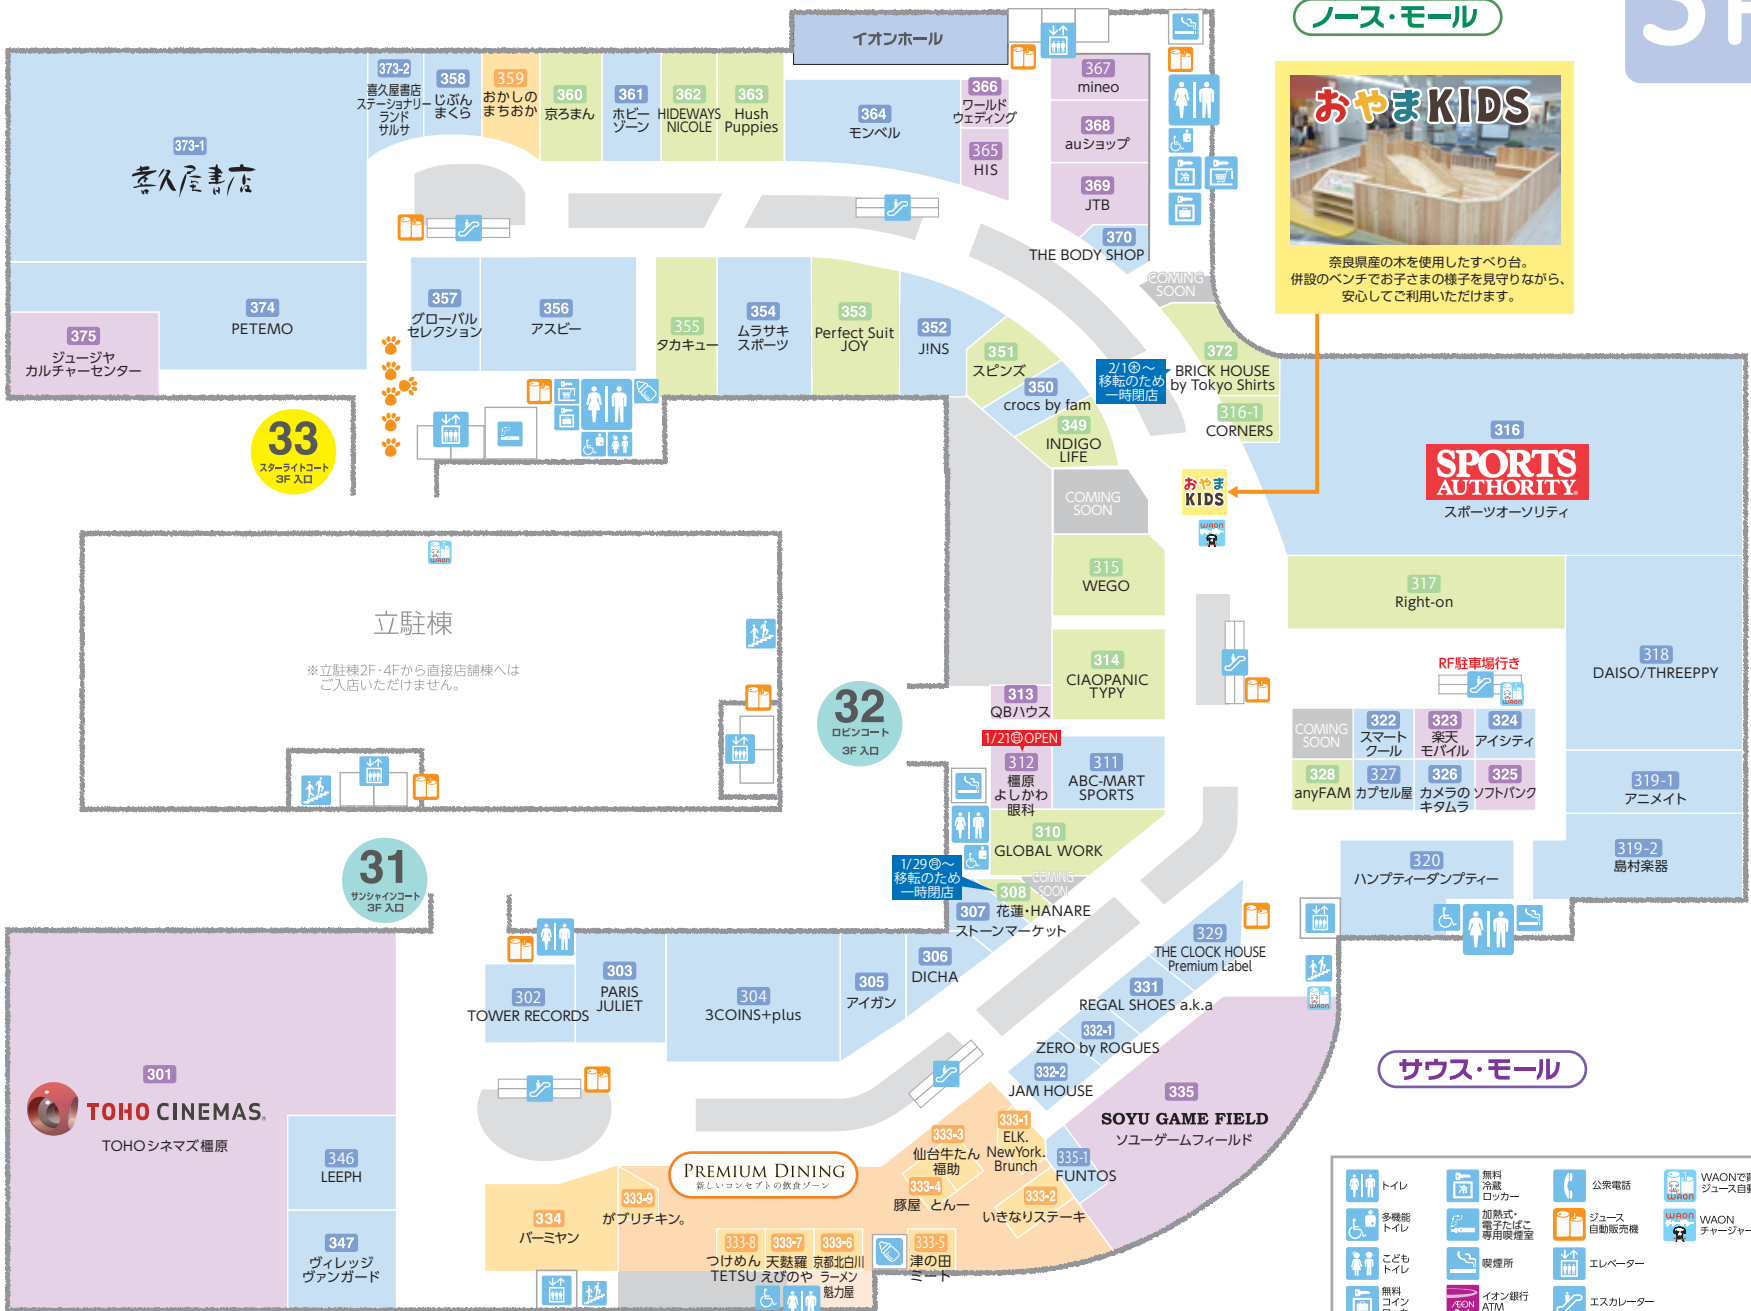 ノース・モール
イオンホール
373-1
喜久屋書店
373-2
喜久屋書店
ステーショナリー
ランド
サルサ
358
じぶん
まくら
359
おかしの
まちおか
360
京ろまん
361
ホビー
ゾーン
362
HIDEWAYS
NICOLE
363
Hush
Puppies
364
モンベル
366
ワールド
ウェディング
365
HIS
367
mineo
368
auショップ
369
JTB
370
THE BODY SHOP
COMING
SOON
おやまKIDS
奈良県産の木を使用したすべり台。
併設のベンチでお子さまの様子を見守りながら、
安心してご利用いただけます。
374
PETEMO
375
ジュージヤ
カルチャーセンター
357
グローバル
セレクション
356
アスビー
355
タカキュー
354
ムラサキ
スポーツ
353
Perfect Suit
JOY
352
J!NS
351
スピンズ
350
crocs by fam
349
INDIGO
LIFE
2/1㊍～
移転のため
一時閉店
372
BRICK HOUSE
by Tokyo Shirts
316-1
CORNERS
316
SPORTS
AUTHORITY
スポーツオーソリティ
33
スターライトコート
3F 入口
COMING
SOON
おやま
KIDS
WAON
315
WEGO
317
Right-on
立駐棟
※立駐棟2F・4Fから直接店舗棟へは
ご入店いただけません。
WAON
314
CIAOPANIC
TYPY
RF駐車場行き
WAON
318
DAISO/THREEPPY
32
ロビンコート
3F 入口
313
QBハウス
1/21㊐OPEN
312
橿原
よしかわ
眼科
311
ABC-MART
SPORTS
COMING
SOON
322
スマート
クール
323
楽天
モバイル
324
アイシティ
328
anyFAM
327
カプセル屋
326
カメラの
キタムラ
325
ソフトバンク
319-1
アニメイト
319-2
島村楽器
320
ハンプティーダンプティー
310
GLOBAL WORK
1/29㊊～
移転のため
一時閉店
COMING
SOON
308
花蓮・HANARE
307
ストーンマーケット
31
サンシャインコート
3F 入口
306
DICHA
305
アイガン
304
3COINS+plus
303
PARIS
JULIET
302
TOWER RECORDS
329
THE CLOCK HOUSE
Premium Label
331
REGAL SHOES a.k.a
332-1
ZERO by ROGUES
332-2
JAM HOUSE
WAON
サウス・モール
301
TOHO CINEMAS
TOHOシネマズ橿原
346
LEEPH
347
ヴィレッジ
ヴァンガード
335
SOYU GAME FIELD
ソユーゲームフィールド
335-1
FUNTOS
PREMIUM DINING
新しいコンセプトの飲食ゾーン
333-1
ELK.
NewYork.
Brunch
333-3
仙台牛たん
福助
333-4
豚屋 とん一
333-2
いきなりステーキ
334
バーミヤン
333-9
がブリチキン。
333-8
つけめん
TETSU
333-7
天麩羅
えびのや
333-6
京都北白川
ラーメン
魁力屋
333-5
津の田
ミート
トイレ
多機能
トイレ
こども
トイレ
無料
コイン
無料
冷蔵
ロッカー
加熱式・
電子たばこ
専用喫煙室
喫煙所
イオン銀行
ATM
公衆電話
ジュース
自動販売機
エレベーター
エスカレーター
WAONで
ジュース自動
WAON
チャージャー